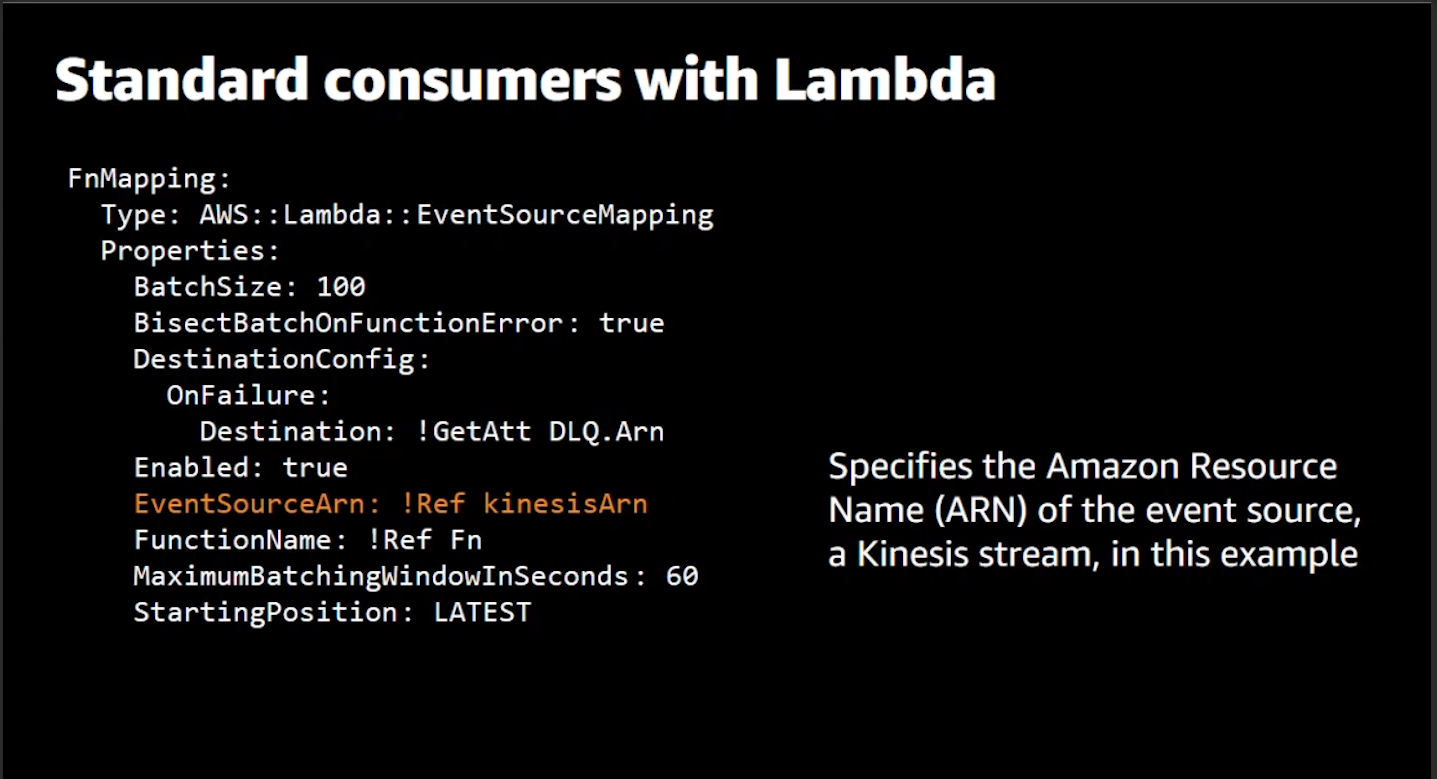 Standard consumers with Lambda
FnMapping:
Type: AWS::Lambda::EventSourceMapping
Properties:
BatchSize: 100
BisectBatchOnFunctionError: true
DestinationConfig:
OnFailure:
Destination: !GetAtt DLQ.Arn
Enabled: true
EventSourceArn: !Ref kinesisArn
FunctionName: !Ref Fn
MaximumBatchingWindowInSeconds: 60
StartingPosition: LATEST
Specifies the Amazon Resource
Name (ARN) of the event source,
a Kinesis stream, in this example